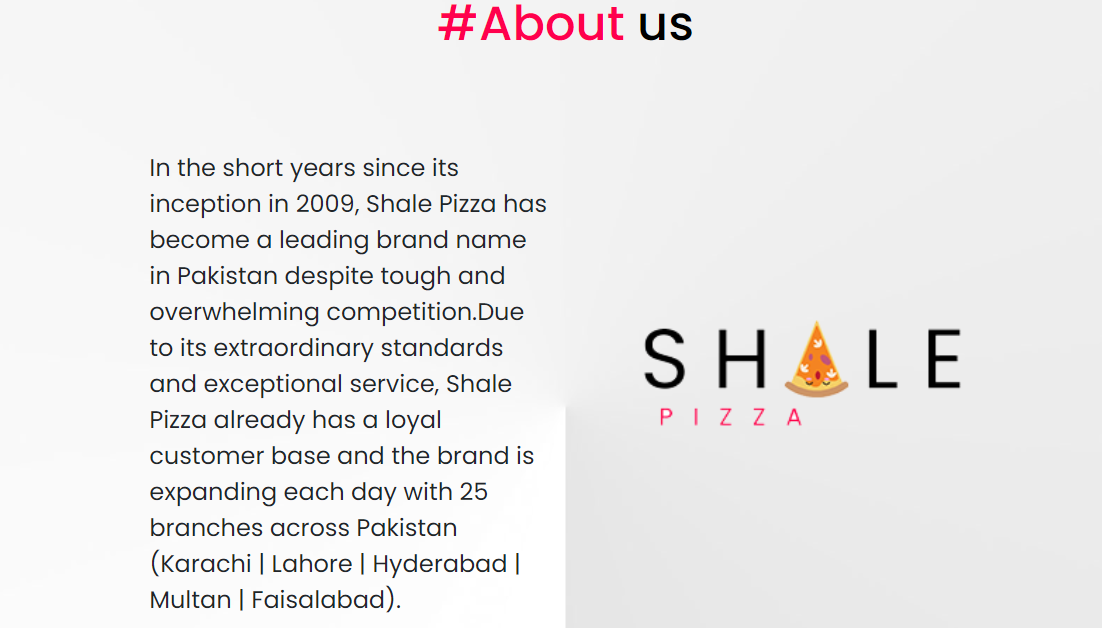 #About us
In the short years since its
inception in 2009, Shale Pizza has
become a leading brand name
in Pakistan despite tough and
overwhelming competition.Due
to its extraordinary standards
and exceptional service, Shale
Pizza already has a loyal
customer base and the brand is
expanding each day with 25
branches across Pakistan
(Karachi | Lahore | Hyderabad |
Multan | Faisalabad).
SHALE
PIZZA